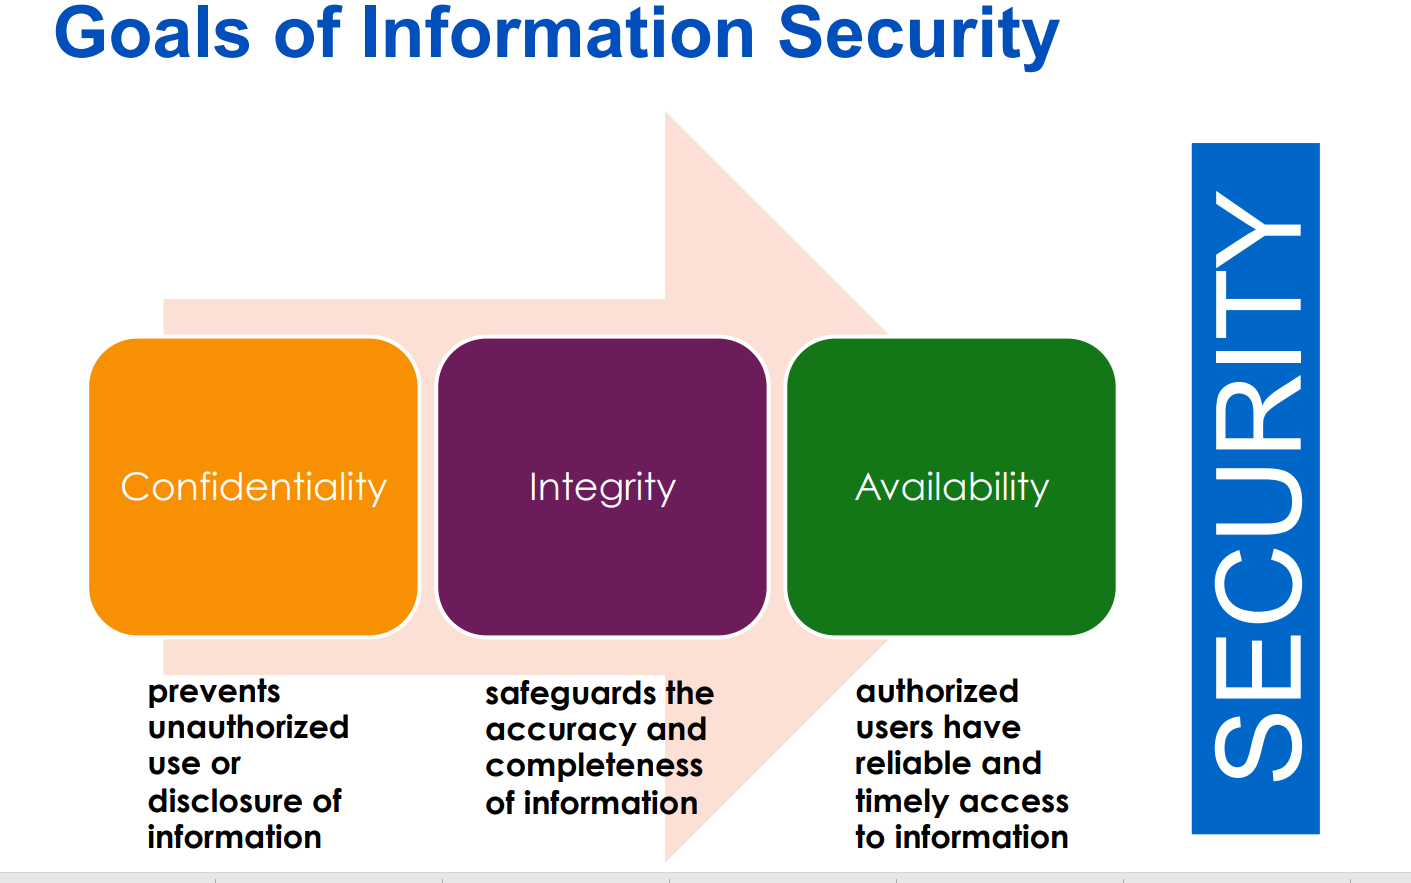 Goals of Information Security
Confidentiality
Integrity
Availability
prevents
unauthorized
use or
disclosure of
information
safeguards the
accuracy and
completeness
of information
authorized
users have
reliable and
timely access
to information
SECURITY